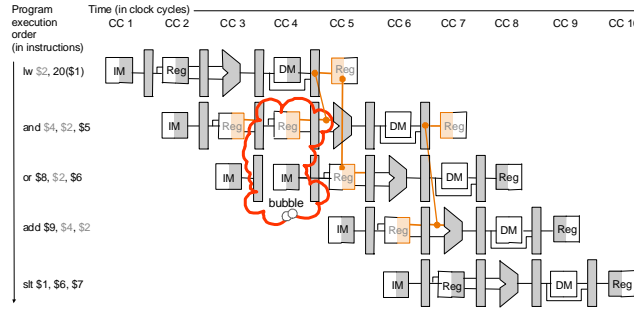 Program
execution
order
(in instructions)
Time (in clock cycles)
CC 1 CC 2 CC 3 CC 4 CC 5 CC 6 CC 7 CC 8 CC 9 CC 10
lw $2, 20($1)
IM Reg DM Reg
and $4, $2, $5
IM Reg Reg DM Reg
or $8, $2, $6
IM IM Reg DM Reg
bubble
add $9, $4, $2
IM Reg DM Reg
slt $1, $6, $7
IM Reg DM Reg